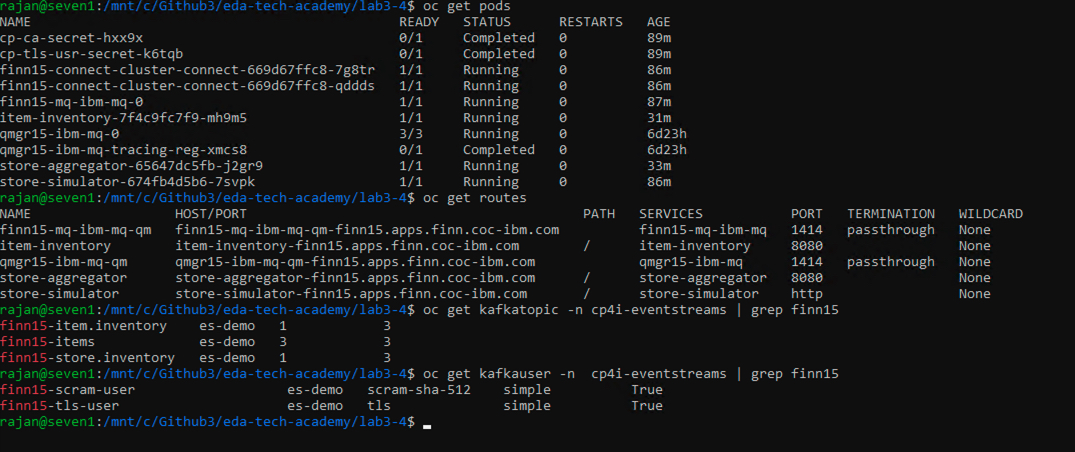 rajan@seven1:/mnt/c/Github3/eda-tech-academy/lab3-4$ oc get pods
NAME READY STATUS RESTARTS AGE
cp-ca-secret-hxx9x 0/1 Completed 0 89m
cp-tls-usr-secret-k6tqb 0/1 Completed 0 89m
finn15-connect-cluster-connect-669d67ffc8-7g8tr 1/1 Running 0 86m
finn15-connect-cluster-connect-669d67ffc8-qddds 1/1 Running 0 86m
finn15-mq-ibm-mq-0 1/1 Running 0 87m
item-inventory-7f4c9fc7f9-mh9m5 1/1 Running 0 31m
qmgr15-ibm-mq-0 3/3 Running 0 6d23h
qmgr15-ibm-mq-tracing-reg-xmcs8 0/1 Completed 0 6d23h
store-aggregator-65647dc5fb-j2gr9 1/1 Running 0 33m
store-simulator-674fb4d5b6-7svpk 1/1 Running 0 86m
rajan@seven1:/mnt/c/Github3/eda-tech-academy/lab3-4$ oc get routes
NAME HOST/PORT PATH SERVICES PORT TERMINATION WILDCARD
finn15-mq-ibm-mq-qm finn15-mq-ibm-mq-qm-finn15.apps.finn.coc-ibm.com finn15-mq-ibm-mq 1414 passthrough None
item-inventory item-inventory-finn15.apps.finn.coc-ibm.com / item-inventory 8080 None
qmgr15-ibm-mq-qm qmgr15-ibm-mq-qm-finn15.apps.finn.coc-ibm.com qmgr15-ibm-mq 1414 passthrough None
store-aggregator store-aggregator-finn15.apps.finn.coc-ibm.com / store-aggregator 8080 None
store-simulator store-simulator-finn15.apps.finn.coc-ibm.com / store-simulator http None
rajan@seven1:/mnt/c/Github3/eda-tech-academy/lab3-4$ oc get kafkatopic -n cp4i-eventstreams | grep finn15
finn15-item.inventory es-demo 1 3
finn15-items es-demo 3 3
finn15-store.inventory es-demo 1 3
rajan@seven1:/mnt/c/Github3/eda-tech-academy/lab3-4$ oc get kafkauser -n  cp4i-eventstreams | grep finn15
finn15-scram-user es-demo scram-sha-512 simple True
finn15-tls-user es-demo tls simple True
rajan@seven1:/mnt/c/Github3/eda-tech-academy/lab3-4$